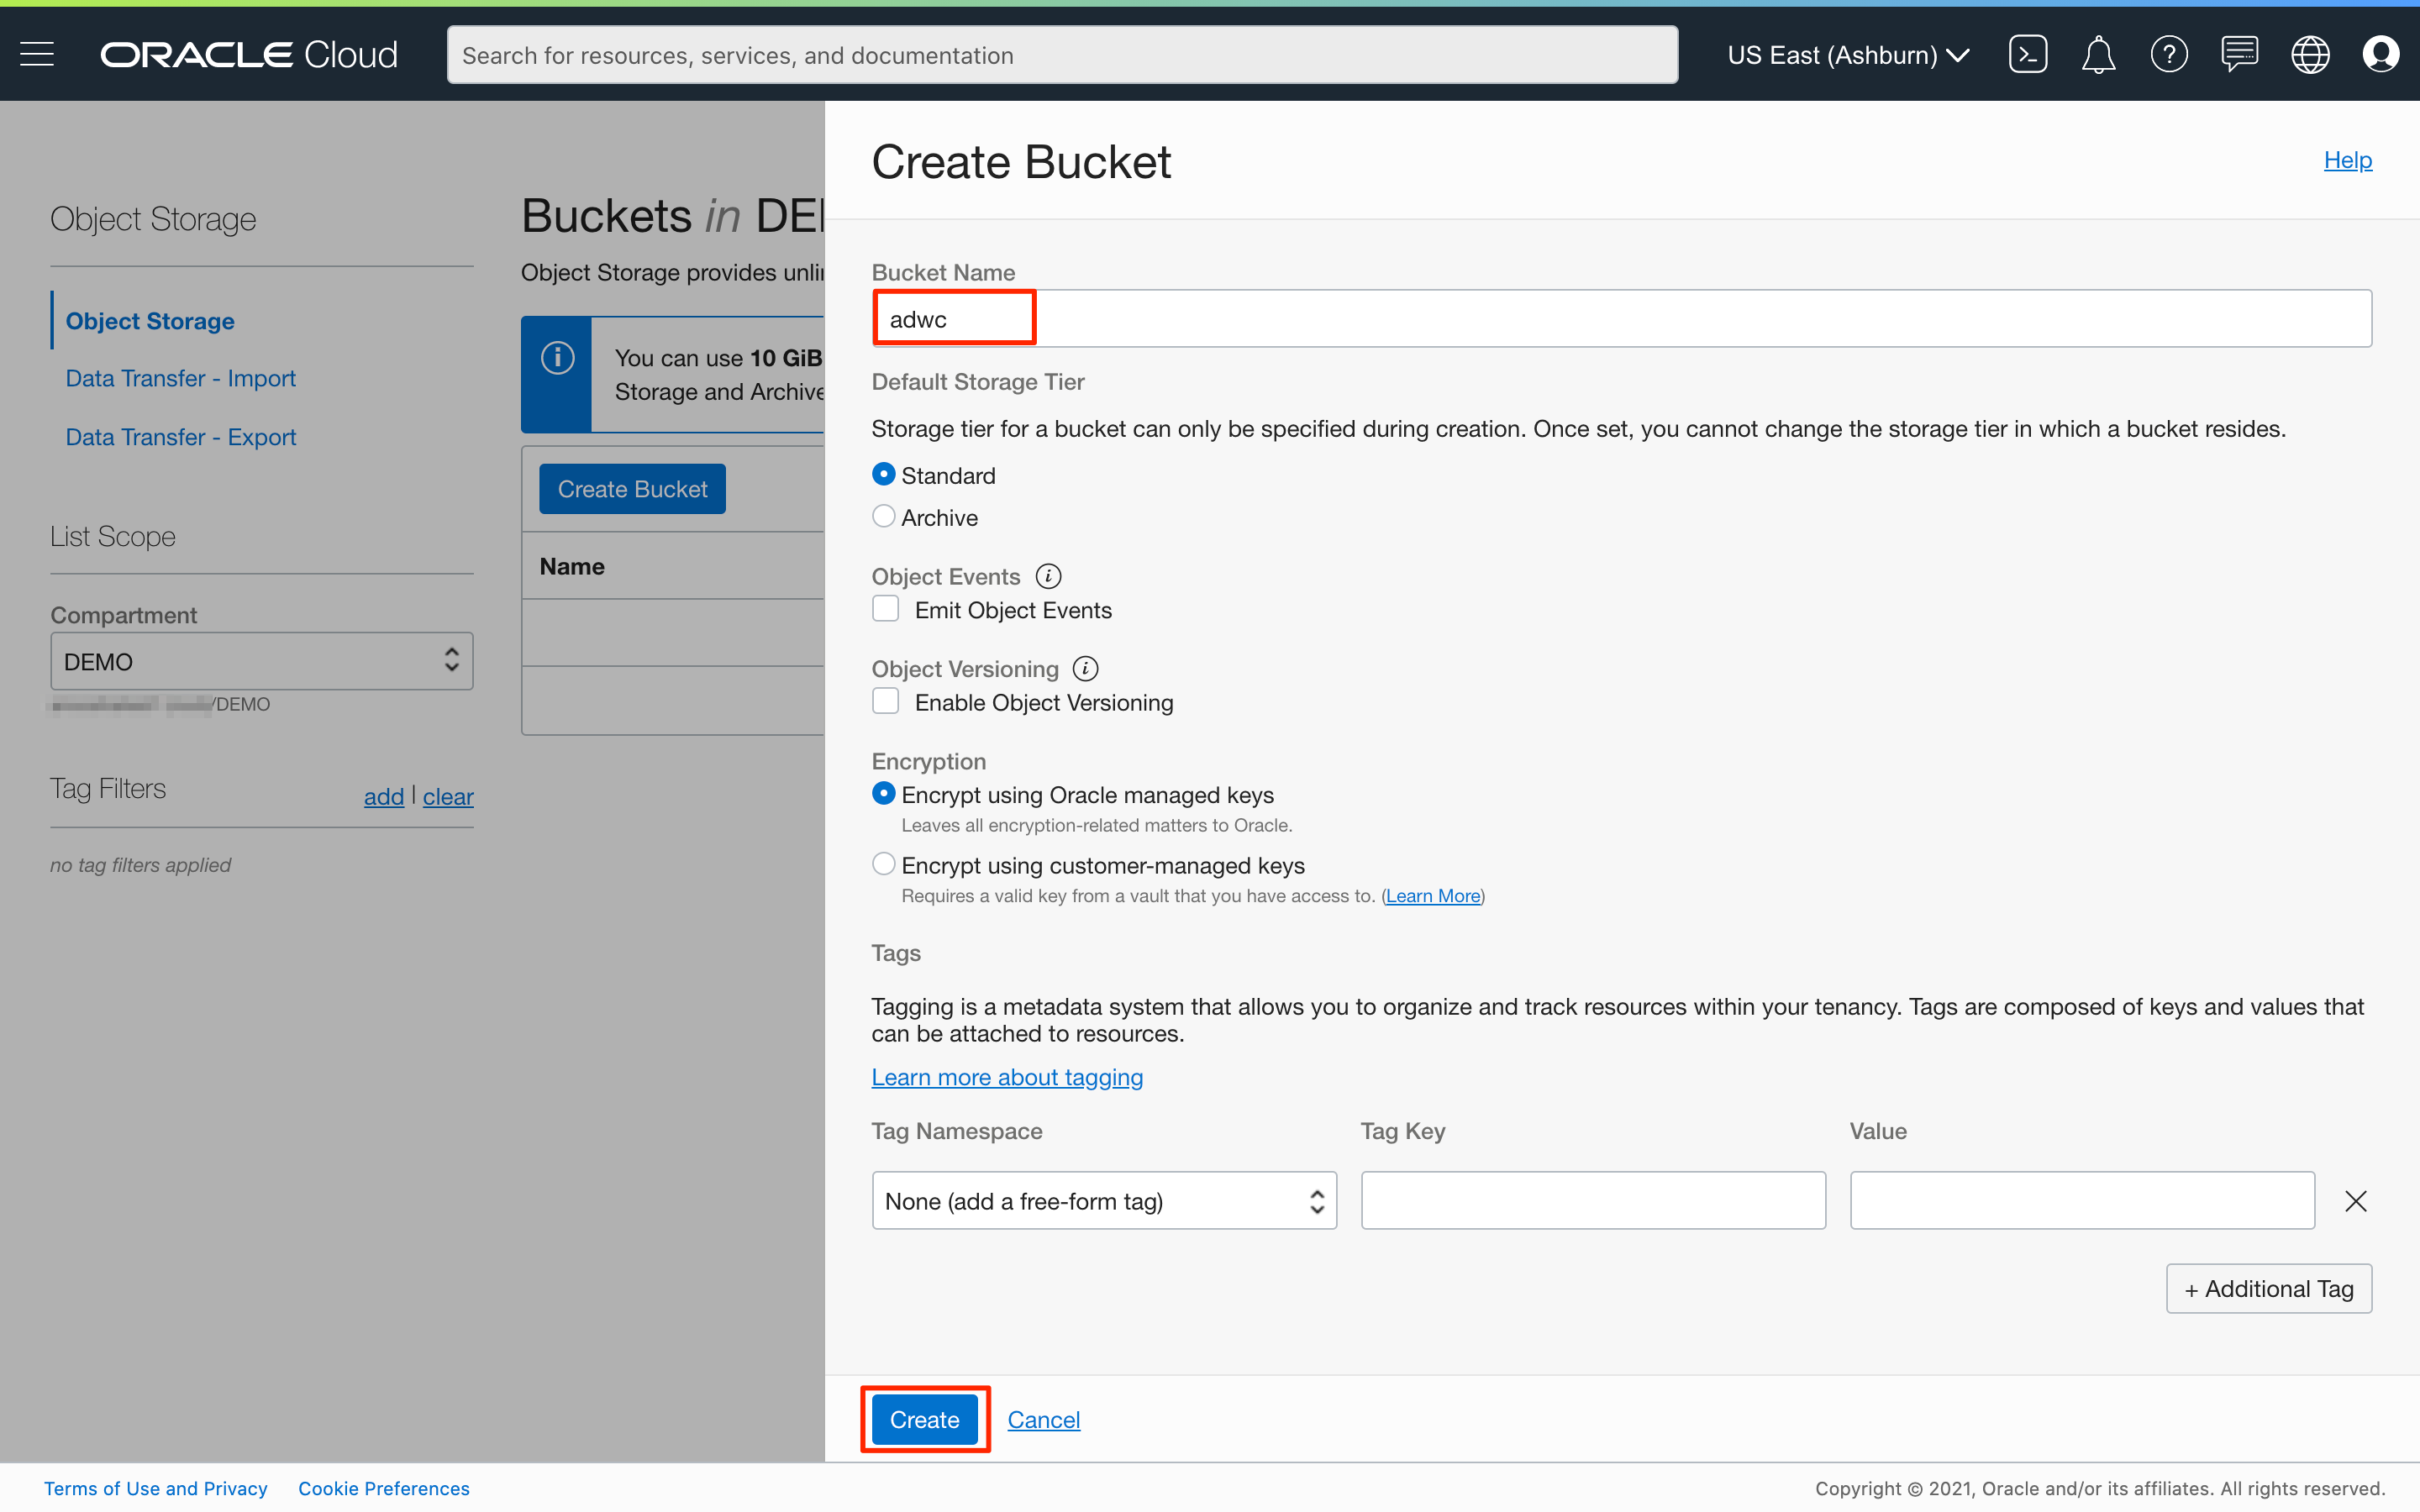 ORACLE Cloud
Search for resources, services, and documentation
US East (Ashburn)
Object Storage
Object Storage
Data Transfer - Import
Data Transfer - Export
List Scope
Compartment
DEMO
/DEMO
Tag Filters
add | clear
no tag filters applied
Buckets in
Object Storage provides
You can use 10 GiB
Storage and Archive
Create Bucket
Name
Create Bucket
Help
Bucket Name
adwc
Default Storage Tier
Storage tier for a bucket can only be specified during creation. Once set, you cannot change the storage tier in which a bucket resides.
Standard
Archive
Object Events
Emit Object Events
Object Versioning
Enable Object Versioning
Encryption
Encrypt using Oracle managed keys
Leaves all encryption-related matters to Oracle.
Encrypt using customer-managed keys
Requires a valid key from a vault that you have access to. (Learn More)
Tags
Tagging is a metadata system that allows you to organize and track resources within your tenancy. Tags are composed of keys and values that
can be attached to resources.
Learn more about tagging
Tag Namespace Tag Key Value
None (add a free-form tag)
+ Additional Tag
Create Cancel
Terms of Use and Privacy Cookie Preferences
Copyright © 2021, Oracle and/or its affiliates. All rights reserved.